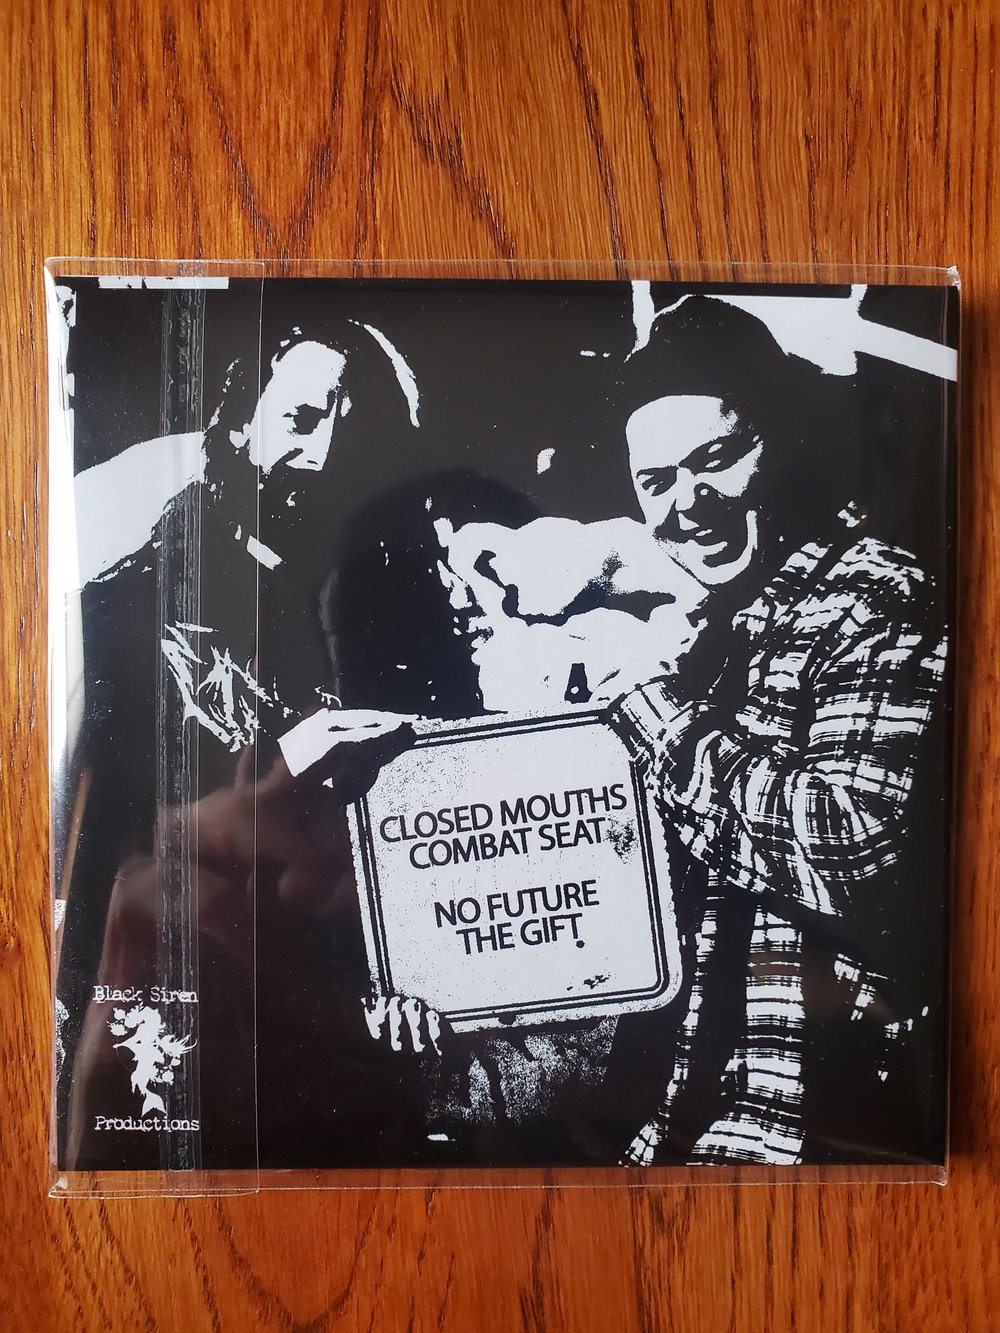 CLOSED MOUTHS
COMBAT SEAT
NO FUTURE
THE GIFT.
Black Siren
Productions